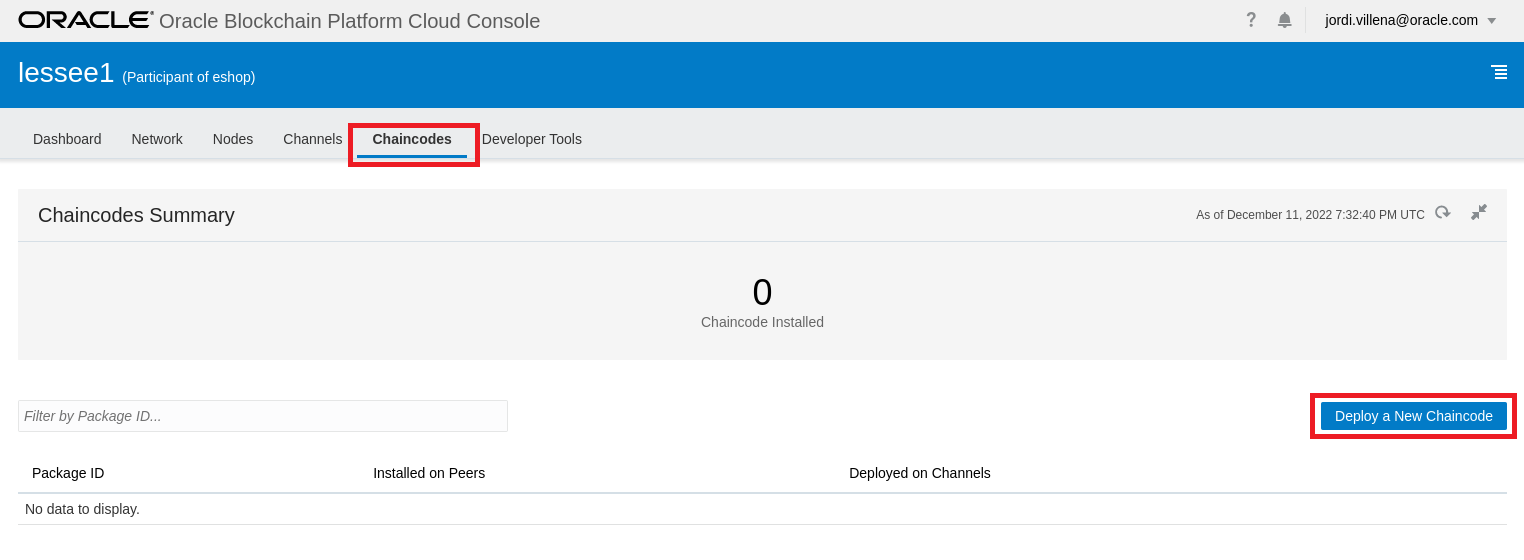 ORACLE® Oracle Blockchain Platform Cloud Console ? jordi.villena@oracle.com
lessee1 (Participant of eshop)
Dashboard Network Nodes Channels Chaincodes Developer Tools
Chaincodes Summary As of December 11, 2022 7:32:40 PM UTC
0
Chaincode Installed
Filter by Package ID... Deploy a New Chaincode
Package ID Installed on Peers Deployed on Channels
No data to display.